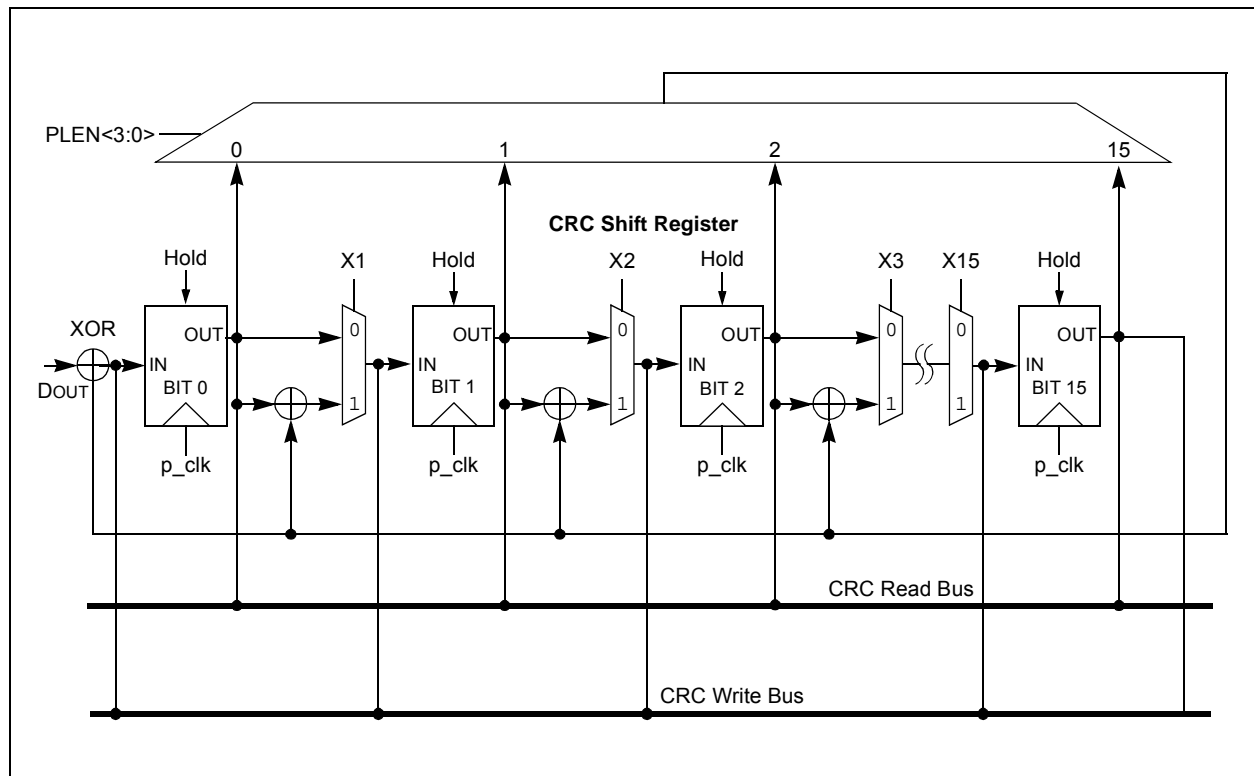 PLEN<3:0>
0 1 2 15
CRC Shift Register
Hold X1 Hold X2 Hold X3 X15 Hold
XOR
OUT 0 OUT 0 OUT 0 0 OUT
IN IN IN IN
DOUT
BIT 0 1 BIT 1 1 BIT 2 1 1 BIT 15
p_clk p_clk p_clk p_clk
CRC Read Bus
CRC Write Bus